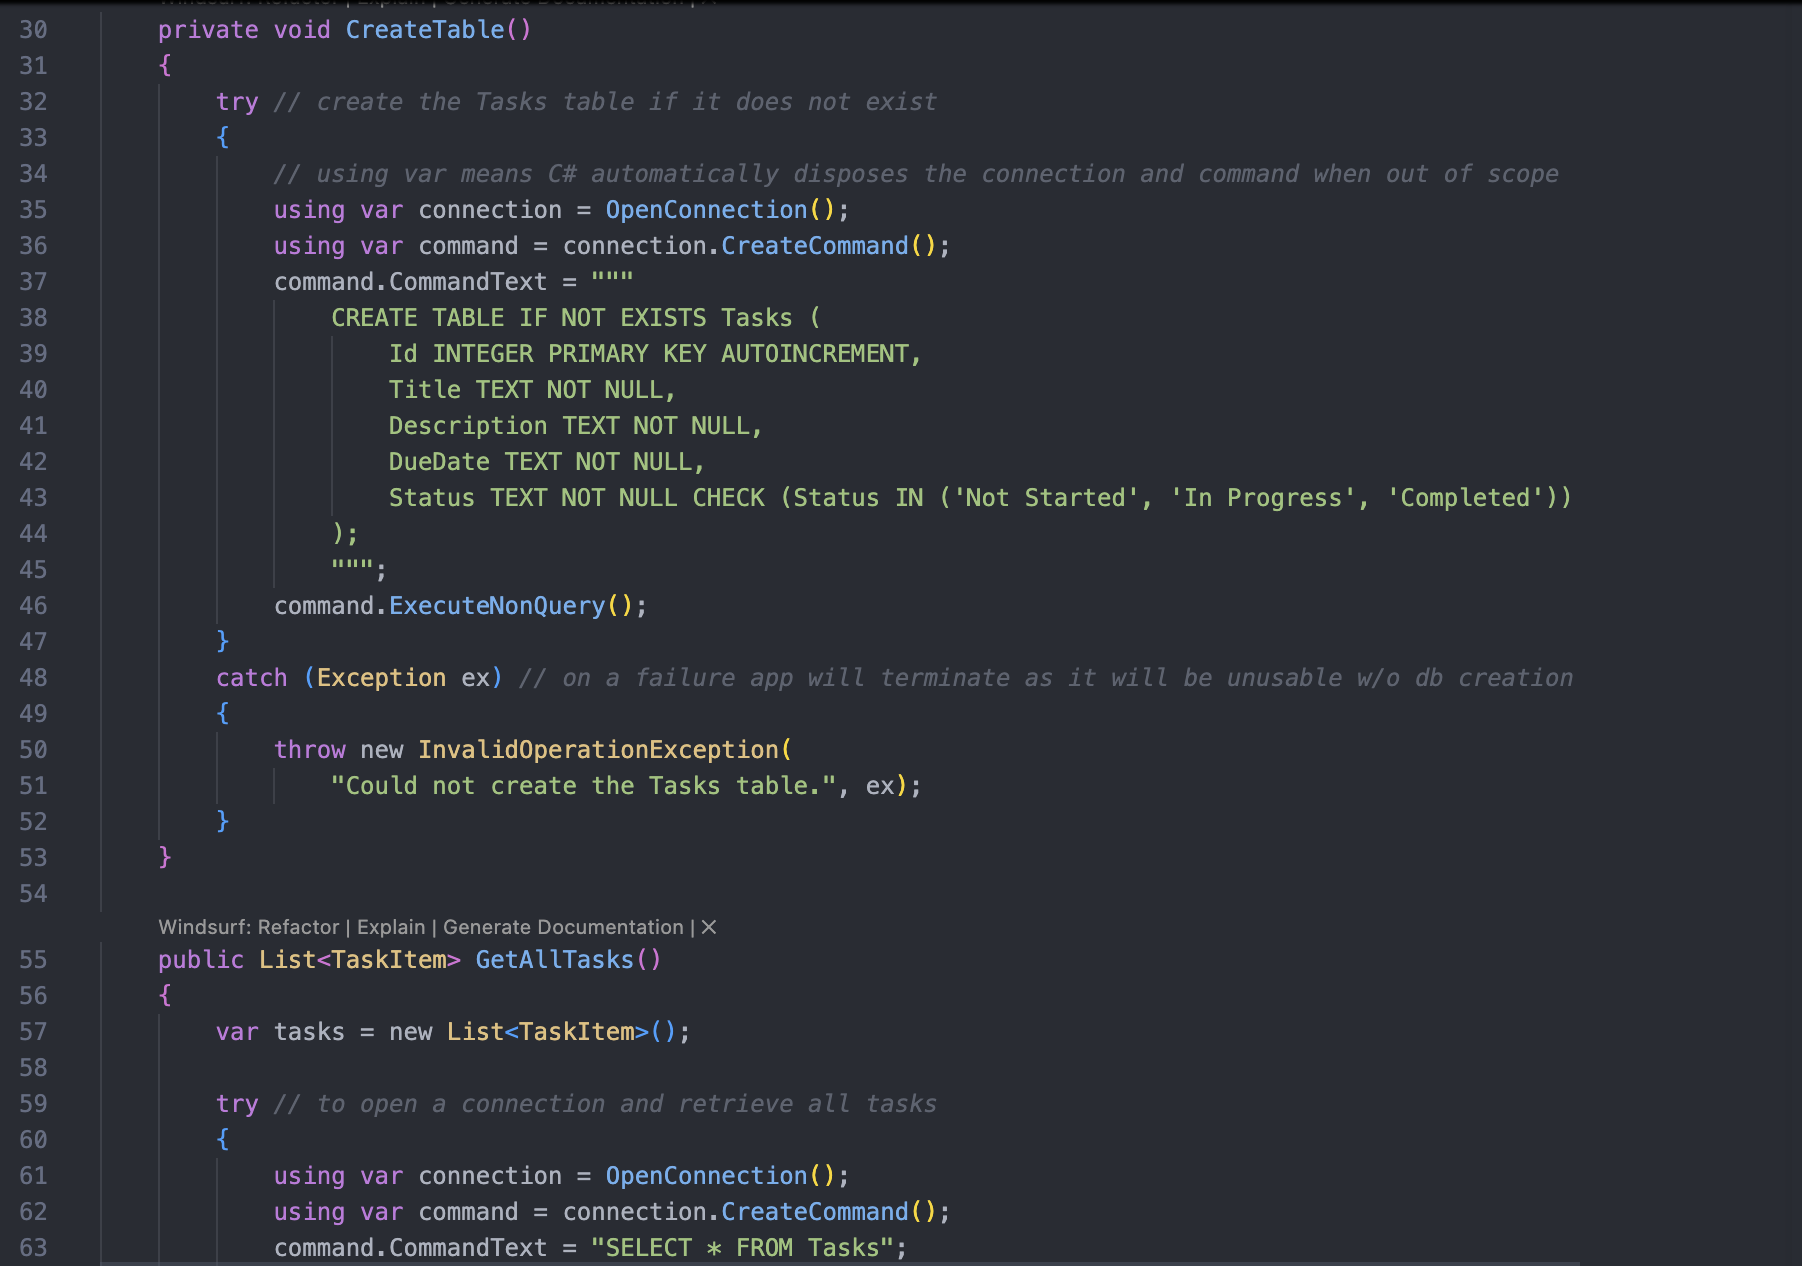 Windsurf: Refactor | Explain | Generate Documentation | X
30 private void CreateTable()
31 {
32 try // create the Tasks table if it does not exist
33 {
34 // using var means C# automatically disposes the connection and command when out of scope
35 using var connection = OpenConnection();
36 using var command = connection.CreateCommand();
37 command.CommandText = """
38 CREATE TABLE IF NOT EXISTS Tasks (
39 Id INTEGER PRIMARY KEY AUTOINCREMENT,
40 Title TEXT NOT NULL,
41 Description TEXT NOT NULL,
42 DueDate TEXT NOT NULL,
43 Status TEXT NOT NULL CHECK (Status IN ('Not Started', 'In Progress', 'Completed'))
44 );
45 """;
46 command.ExecuteNonQuery();
47 }
48 catch (Exception ex) // on a failure app will terminate as it will be unusable w/o db creation
49 {
50 throw new InvalidOperationException(
51 "Could not create the Tasks table.", ex);
52 }
53 }
54
Windsurf: Refactor | Explain | Generate Documentation | X
55 public List<TaskItem> GetAllTasks()
56 {
57 var tasks = new List<TaskItem>();
58
59 try // to open a connection and retrieve all tasks
60 {
61 using var connection = OpenConnection();
62 using var command = connection.CreateCommand();
63 command.CommandText = "SELECT * FROM Tasks";